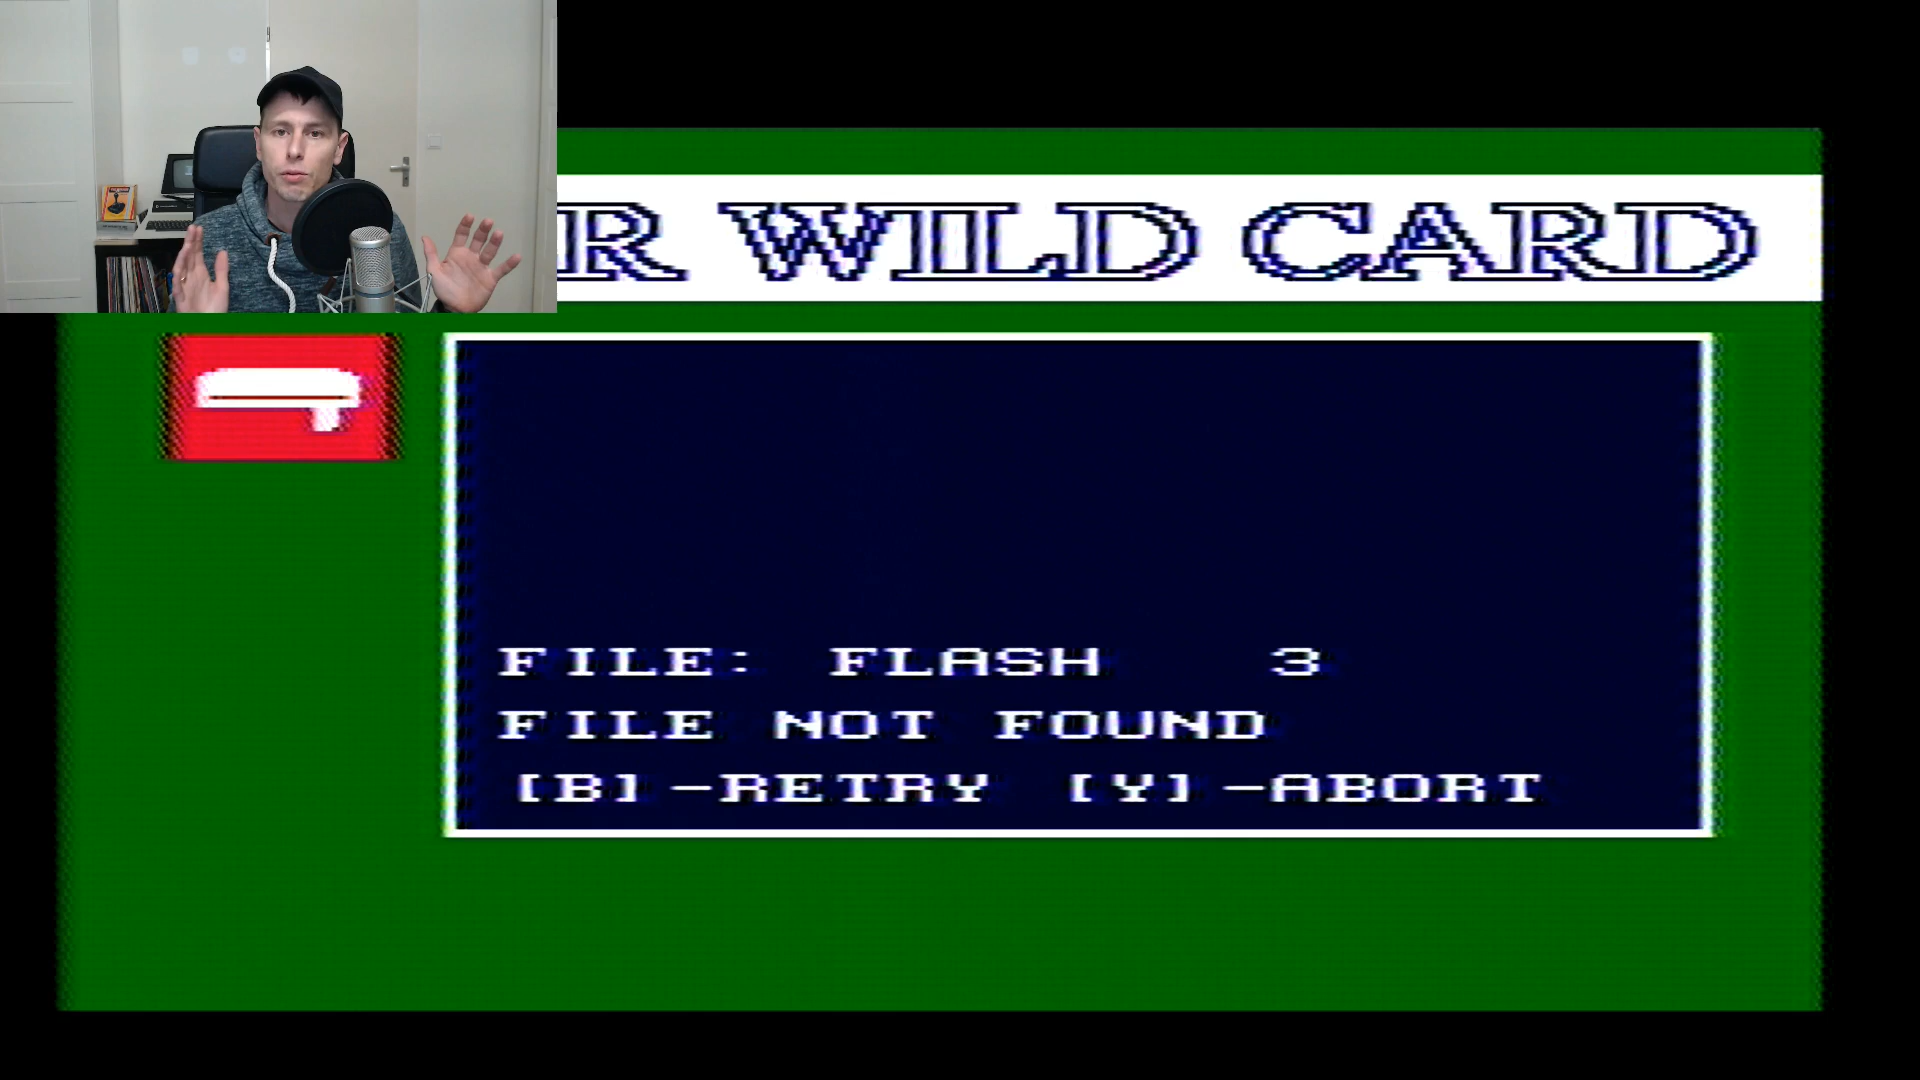 R WILD CARD
FILE: FLASH 3
FILE NOT FOUND
[B]-RETRY [Y]-ABORT